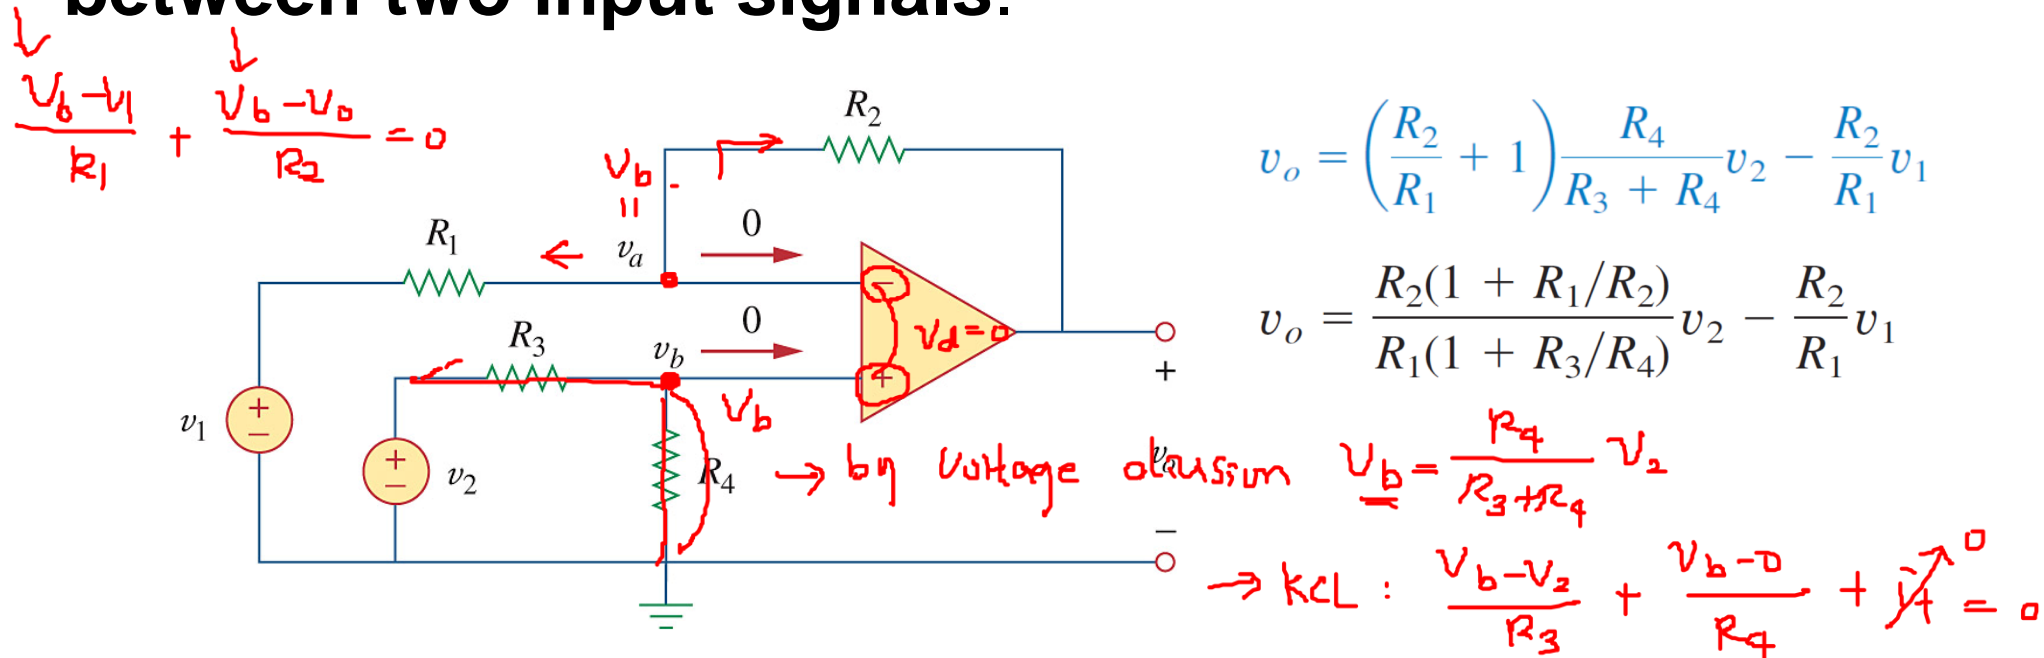 between two input signals.
Vb-V1/R1 + Vb-Vo/R2 = 0
R2
vo = (R2/R1 + 1) R4/(R3 + R4) v2 − R2/R1 v1
Vb
=
va
0
R1
−
Vd=0
vo = R2(1 + R1/R2)/R1(1 + R3/R4) v2 − R2/R1 v1
R3
vb
0
+
+
Vb
v1
+
−
+
−
v2
R4
→ by voltage division Vb = R4/(R3+R4) V2
vo
−
→ KCL : Vb-V2/R3 + Vb-0/R4 + i+ 0 = 0